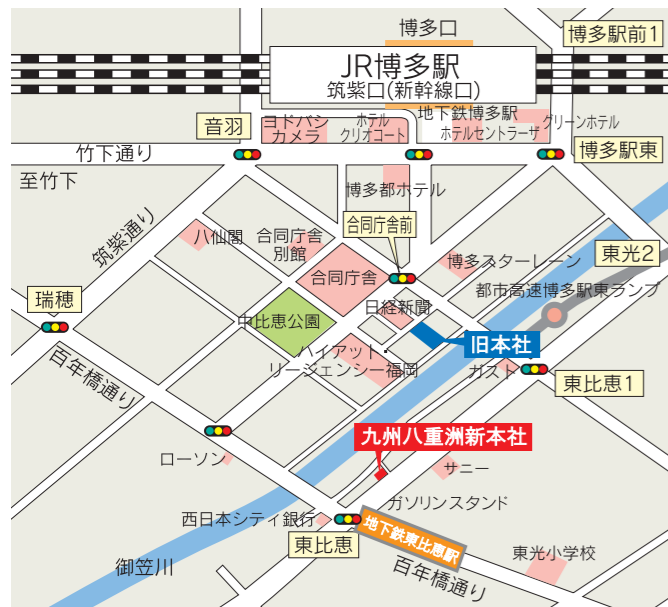 博多口
博多駅前1
JR博多駅
筑紫口(新幹線口)
音羽
ヨドバシ
カメラ
ホテル
クリオコート
地下鉄博多駅
ホテルセントラーザ
グリーンホテル
竹下通り
博多駅東
至竹下
博多都ホテル
筑紫通り
八仙閣
合同庁舎
別館
合同庁舎前
博多スターレーン
東光2
合同庁舎
都市高速博多駅東ランプ
瑞穂
日経新聞
中比恵公園
旧本社
ハイアット・
リージェンシー福岡
ガスト
百年橋通り
東比恵1
九州八重洲新本社
ローソン
サニー
ガソリンスタンド
西日本シティ銀行
地下鉄東比恵駅
東比恵
東光小学校
御笠川
百年橋通り